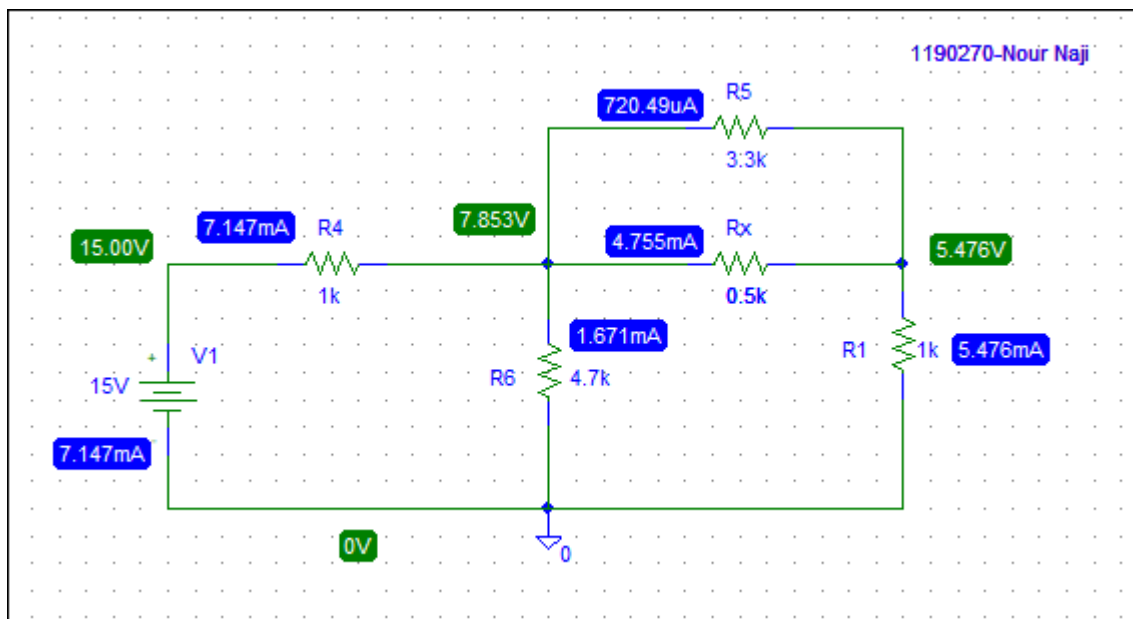 1190270-Nour Naji
R5
720.49uA
3.3k
7.147mA
R4
7.853V
Rx
15.00V
4.755mA
5.476V
1k
0.5k
1.671mA
+
V1
R1
1k
5.476mA
15V
R6
4.7k
-
7.147mA
0V
0